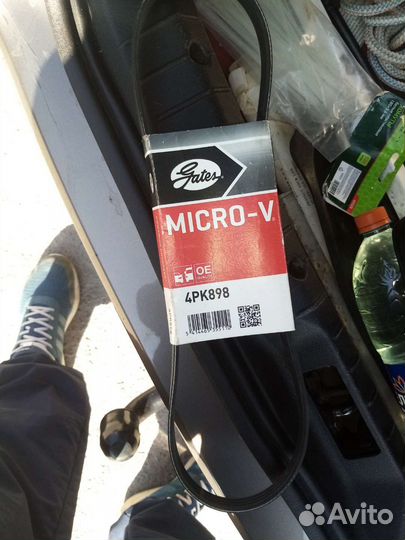 Gates
MICRO-V
OE
4PK898
Avito